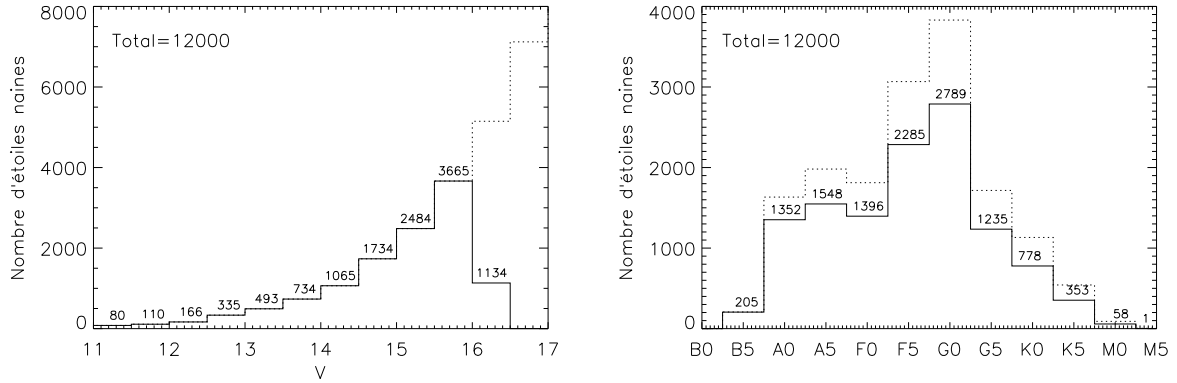 8000
6000
4000
2000
0
Nombre d'étoiles naines
Total=12000
80 110 166 335 493 734 1065 1734 2484 3665 1134
11 12 13 14 15 16 17
V
4000
3000
2000
1000
0
Nombre d'étoiles naines
Total=12000
205 1352 1548 1396 2285 2789 1235 778 353 58 1
B0 B5 A0 A5 F0 F5 G0 G5 K0 K5 M0 M5